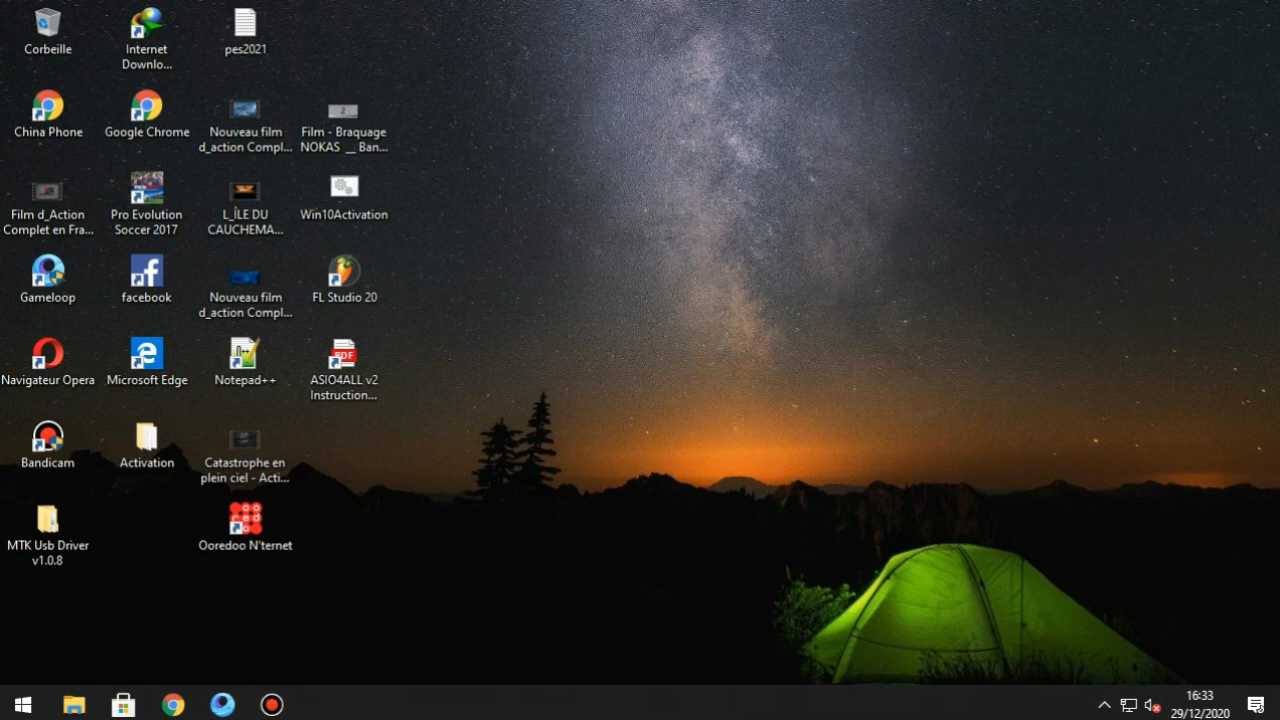 Corbeille
Internet
Downlo...
pes2021
China Phone
Google Chrome
Nouveau film
d_action Compl...
Film - Braquage
NOKAS __ Ban...
Film d_Action
Complet en Fra...
Pro Evolution
Soccer 2017
L_ÎLE DU
CAUCHEMA...
Win10Activation
Gameloop
facebook
Nouveau film
d_action Compl...
FL Studio 20
Navigateur Opera
Microsoft Edge
Notepad++
PDF
ASIO4ALL v2
Instruction...
Bandicam
Activation
Catastrophe en
plein ciel - Acti...
MTK Usb Driver
v1.0.8
Ooredoo N'ternet
16:33
29/12/2020